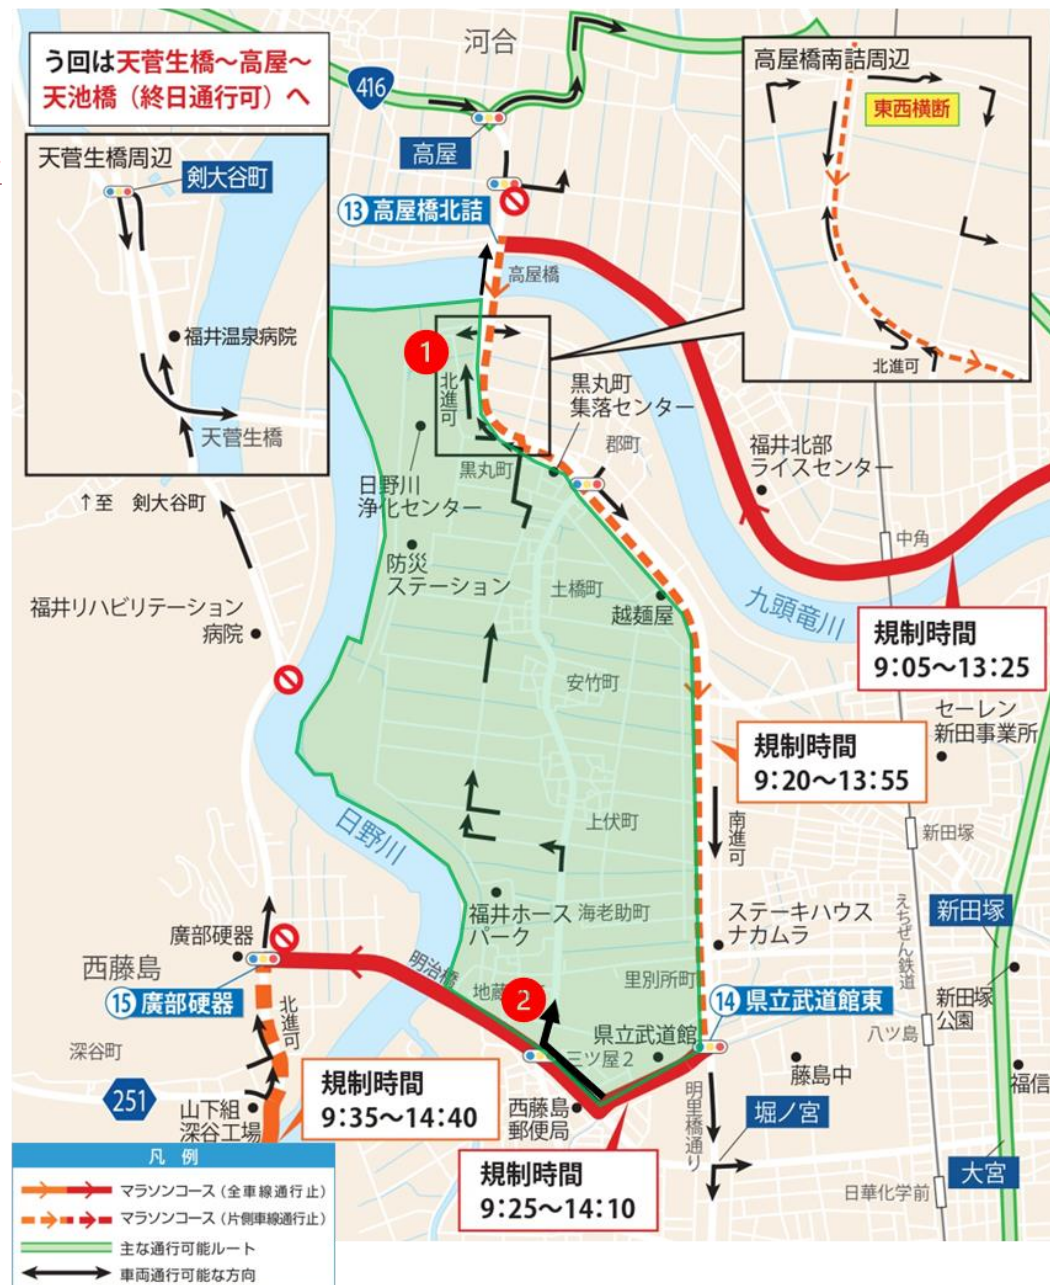 う回は天菅生橋～高屋～
天池橋（終日通行可）へ
河合
416
高屋
高屋橋南詰周辺
東西横断
北進可
天菅生橋周辺
剣大谷町
福井温泉病院
天菅生橋
↑至 剣大谷町
⑬高屋橋北詰
高屋橋
1
北進可
黒丸町
集落センター
郡町
黒丸町
日野川
浄化センター
防災
ステーション
福井北部
ライスセンター
中角
九頭竜川
規制時間
9：05～13：25
土橋町
越麺屋
福井リハビリテーション
病院
安竹町
セーレン
新田事業所
規制時間
9：20～13：55
日野川
上伏町
南進可
新田塚
えちぜん鉄道
福井ホース
パーク
海老助町
ステーキハウス
ナカムラ
新田塚
廣部硬器
西藤島
⑮廣部硬器
明治橋
地蔵
2
里別所町
⑭県立武道館東
新田塚
公園
八ツ島
北進可
県立武道館
三ツ屋2
藤島中
福信
深谷町
251
山下組
深谷工場
規制時間
9：35～14：40
西藤島
郵便局
明里橋通り
堀ノ宮
大宮
規制時間
9：25～14：10
日華化学前
凡 例
マラソンコース（全車線通行止）
マラソンコース（片側車線通行止）
主な通行可能ルート
車両通行可能な方向